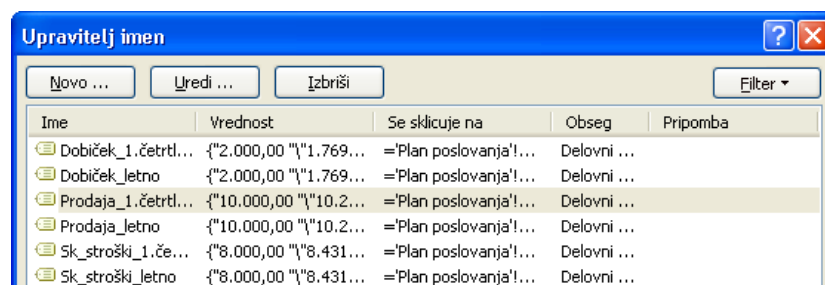 Upravitelj imen
Novo ... Uredi ... Izbriši Filter
Ime Vrednost Se sklicuje na Obseg Pripomba
Dobiček_1.četrtl... {"2.000,00 "\"1.769... ='Plan poslovanja'!... Delovni ...
Dobiček_letno {"2.000,00 "\"1.769... ='Plan poslovanja'!... Delovni ...
Prodaja_1.četrtl... {"10.000,00 "\"10.2... ='Plan poslovanja'!... Delovni ...
Prodaja_letno {"10.000,00 "\"10.2... ='Plan poslovanja'!... Delovni ...
Sk_stroški_1.če... {"8.000,00 "\"8.431... ='Plan poslovanja'!... Delovni ...
Sk_stroški_letno {"8.000,00 "\"8.431... ='Plan poslovanja'!... Delovni ...